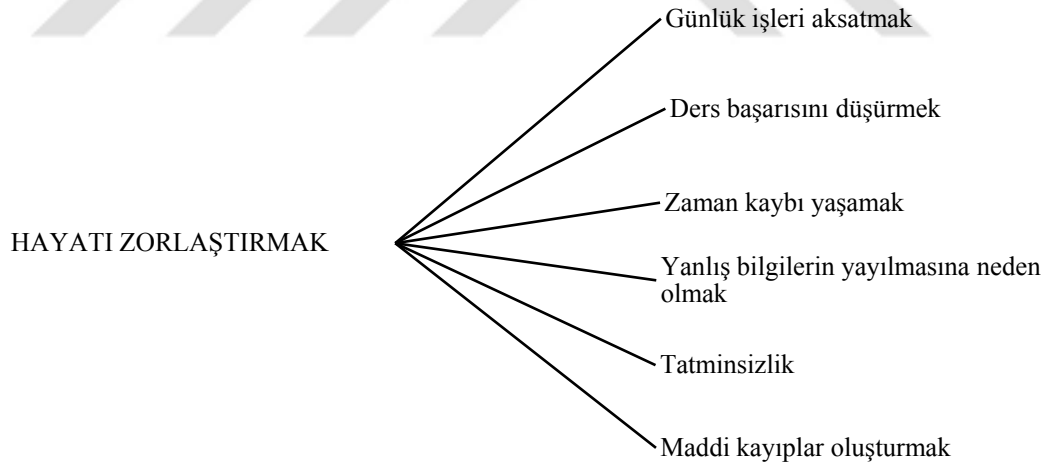 Günlük işleri aksatmak
Ders başarısını düşürmek
Zaman kaybı yaşamak
HAYATI ZORLAŞTIRMAK
Yanlış bilgilerin yayılmasına neden
olmak
Tatminsizlik
Maddi kayıplar oluşturmak